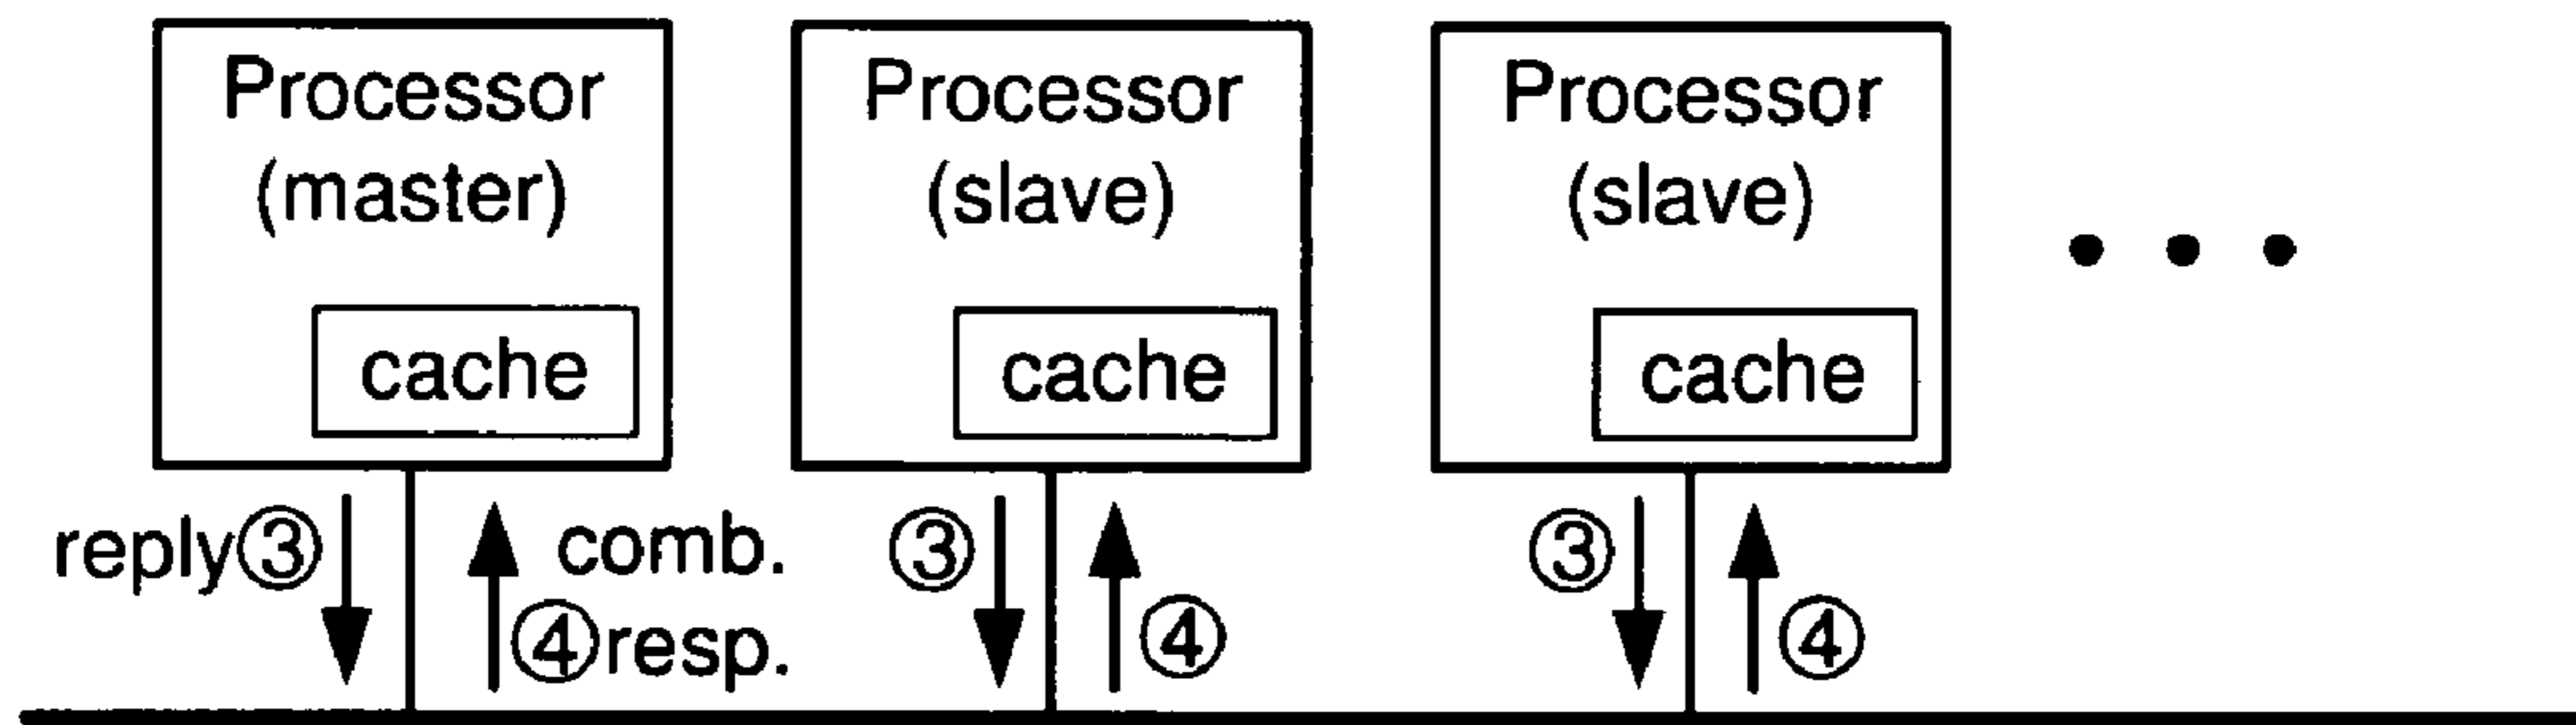 Processor
(master)
cache
Processor
(slave)
cache
Processor
(slave)
cache
reply③
comb.
④resp.
③
④
③
④